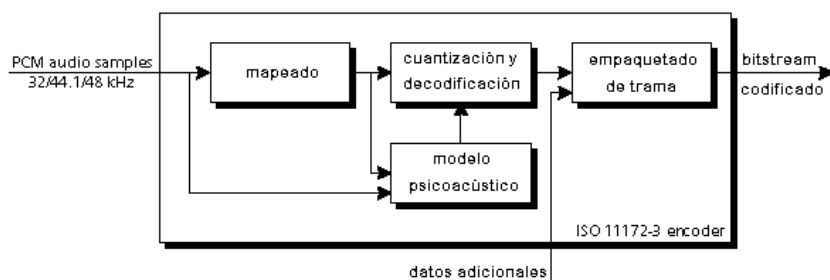 PCM audio samples
32/44.1/48 kHz
mapeado
cuantización y
decodificación
empaquetado
de trama
bitstream
codificado
modelo
psicoacústico
ISO 11172-3 encoder
datos adicionales